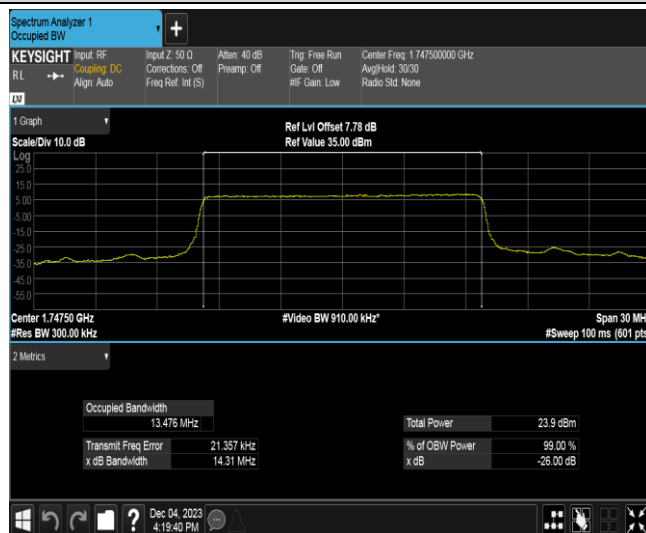 Spectrum Analyzer 1
Occupied BW
KEYSIGHT Input: RF Input Z: 50 Ω Atten: 40 dB Trig: Free Run Center Freq: 1.747500000 GHz
RL Coupling: DC Corrections: Off Preamp: Off Gate: Off Avg|Hold: 30/30
Align: Auto Freq Ref: Int (S) #IF Gain: Low Radio Std: None
LXI
1 Graph Ref Lvl Offset 7.78 dB
Scale/Div 10.0 dB Ref Value 35.00 dBm
Log
25.0
15.0
5.00
-5.00
-15.0
-25.0
-35.0
-45.0
-55.0
Center 1.74750 GHz #Video BW 910.00 kHz* Span 30 MH
#Res BW 300.00 kHz #Sweep 100 ms (601 pts
2 Metrics
Occupied Bandwidth
13.476 MHz Total Power 23.9 dBm
Transmit Freq Error 21.357 kHz % of OBW Power 99.00 %
x dB Bandwidth 14.31 MHz x dB -26.00 dB
Dec 04, 2023
4:19:40 PM